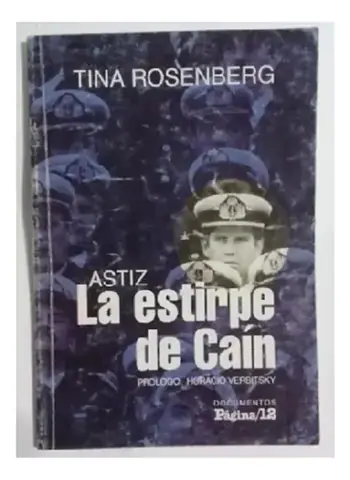 TINA ROSENBERG
ASTIZ
La estirpe
de Caín
PROLOGO: HORACIO VERBITSKY
DOCUMENTOS
Página/12